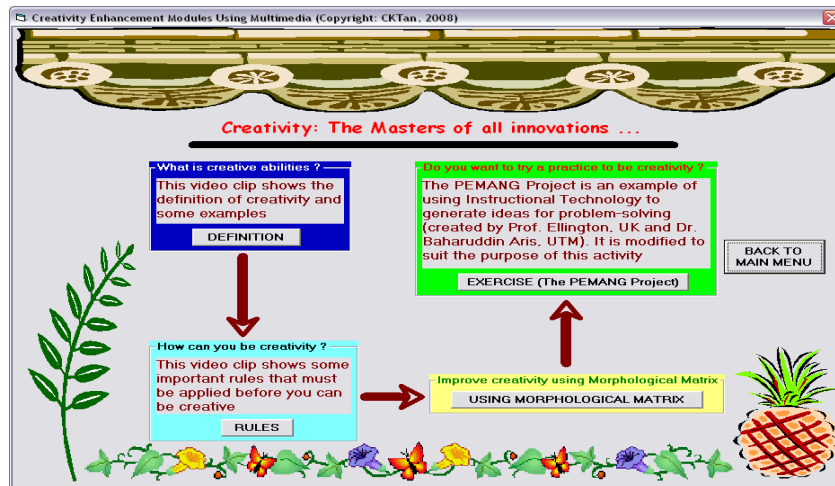 Creativity Enhancement Modules Using Multimedia (Copyright: CKTan, 2008)
Creativity: The Masters of all innovations ...
What is creative abilities ?
This video clip shows the
definition of creativity and
some examples
DEFINITION
How can you be creativity ?
This video clip shows some
important rules that must
be applied before you can
be creative
RULES
Improve creativity using Morphological Matrix
USING MORPHOLOGICAL MATRIX
Do you want to try a practice to be creativity ?
The PEMANG Project is an example of
using Instructional Technology to
generate ideas for problem-solving
(created by Prof. Ellington, UK and Dr.
Baharuddin Aris, UTM). It is modified to
suit the purpose of this activity
EXERCISE (The PEMANG Project)
BACK TO
MAIN MENU